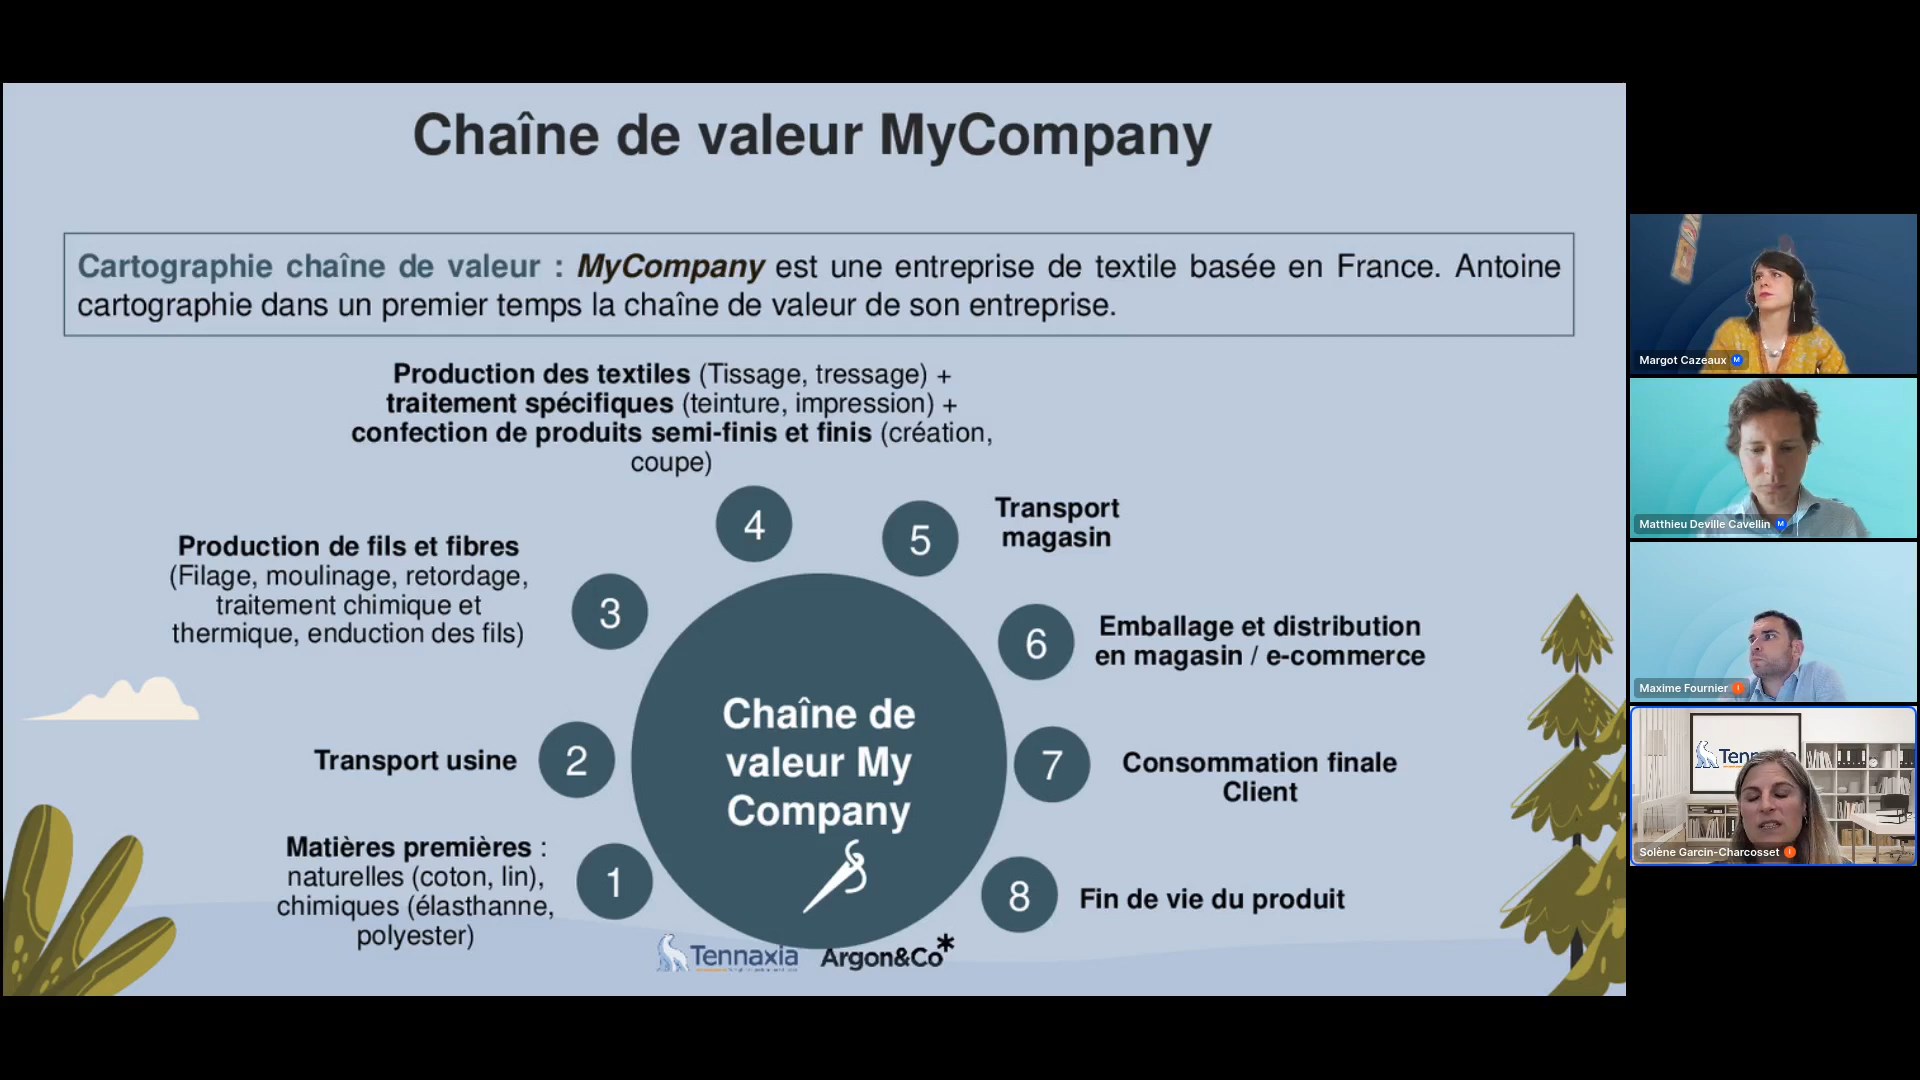 Chaîne de valeur MyCompany
Cartographie chaîne de valeur : MyCompany est une entreprise de textile basée en France. Antoine
cartographie dans un premier temps la chaîne de valeur de son entreprise.
Production des textiles (Tissage, tressage) +
traitement spécifiques (teinture, impression) +
confection de produits semi-finis et finis (création,
coupe)
4
5
Transport
magasin
Production de fils et fibres
(Filage, moulinage, retordage,
traitement chimique et
thermique, enduction des fils)
3
6
Emballage et distribution
en magasin / e-commerce
Chaîne de
valeur My
Company
Transport usine
2
7
Consommation finale
Client
Matières premières :
naturelles (coton, lin),
chimiques (élasthanne,
polyester)
1
8
Fin de vie du produit
Tennaxia
Argon&Co*
Margot Cazeaux M
Matthieu Deville Cavellin M
Maxime Fournier I
Tennaxia
Solène Garcin-Charcosset I